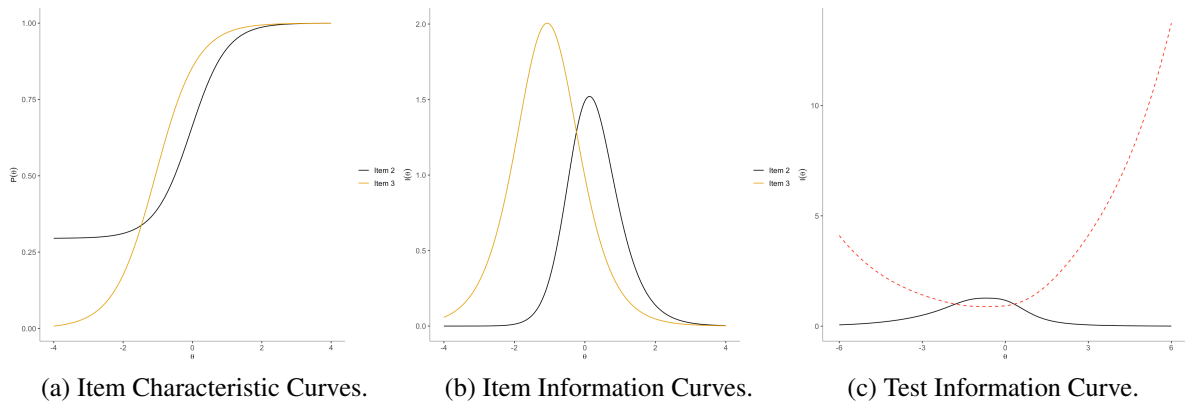 1.00
0.75
0.50
0.25
0.00
P(θ)
-4
-2
0
2
4
θ
Item 2
Item 3
(a) Item Characteristic Curves.
2.0
1.5
1.0
0.5
0.0
I(θ)
-4
-2
0
2
4
θ
Item 2
Item 3
(b) Item Information Curves.
10
5
0
I(θ)
-6
-3
0
3
6
θ
(c) Test Information Curve.